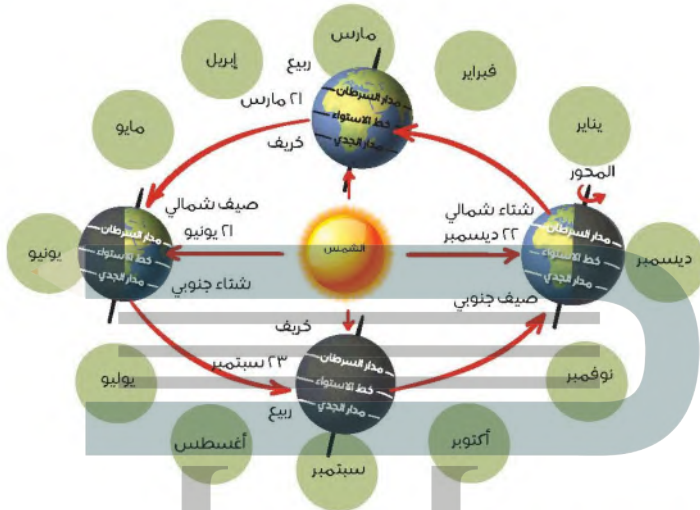 مارس
إبريل
فبراير
ربيع
مدار السرطان
٢١ مارس
خط الاستواء
كريف
مدار الجدي
مايو
يناير
المحور
صيف شمالي
٢١ يونيو
شتاء شمالي
٢٢ ديسمبر
مدار السرطان
خط الاستواء
مدار الجدي
يونيو
الشمس
مدار السرطان
خط الاستواء
مدار الجدي
ديسمبر
شتاء جنوبي
صيف جنوبي
كريف
٢٣ سبتمبر
مدار السرطان
خط الاستواء
مدار الجدي
ربيع
يوليو
نوفمبر
أغسطس
سبتمبر
أكتوبر